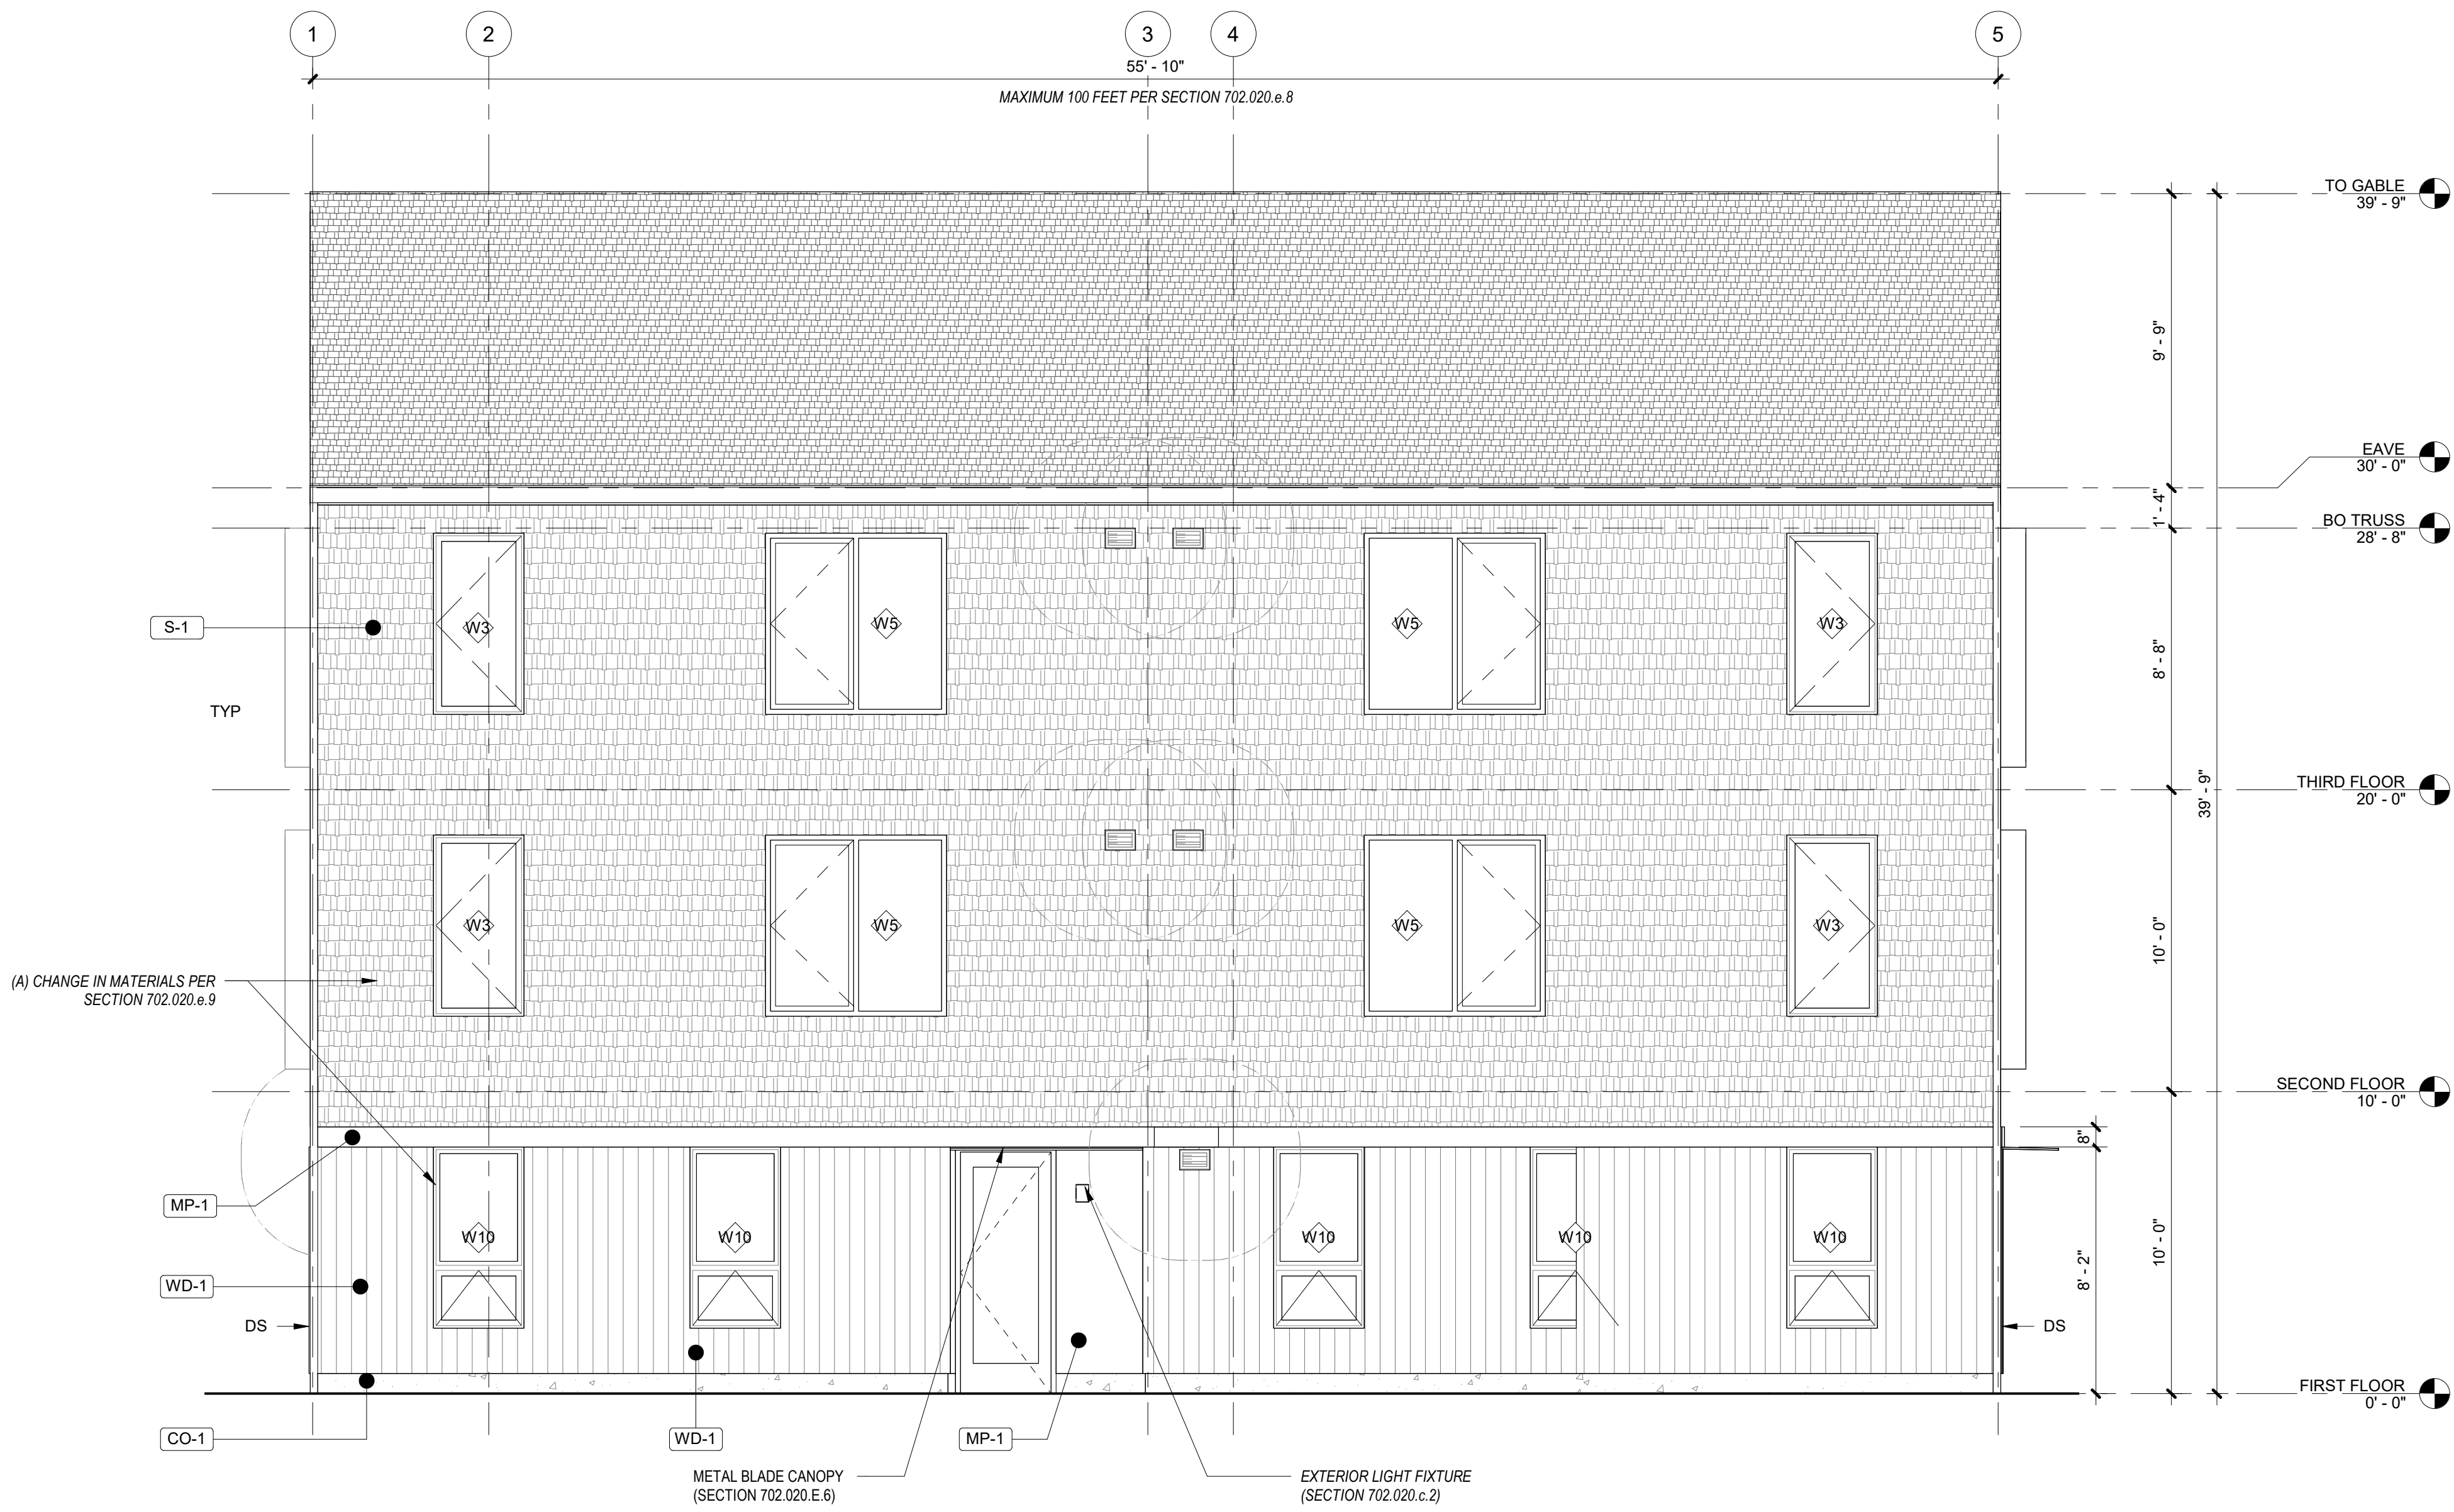 1
2
3
4
5
55' - 10"
MAXIMUM 100 FEET PER SECTION 702.020.e.8
TO GABLE
39' - 9"
9' - 9"
EAVE
30' - 0"
1' - 4"
BO TRUSS
28' - 8"
S-1
W3
W5
W5
W3
8' - 8"
TYP
THIRD FLOOR
20' - 0"
39' - 9"
W3
W5
W5
W3
10' - 0"
(A) CHANGE IN MATERIALS PER
SECTION 702.020.e.9
SECOND FLOOR
10' - 0"
8"
MP-1
W10
W10
W10
W10
W10
10' - 0"
8' - 2"
WD-1
DS
DS
FIRST FLOOR
0' - 0"
CO-1
WD-1
MP-1
METAL BLADE CANOPY
(SECTION 702.020.E.6)
EXTERIOR LIGHT FIXTURE
(SECTION 702.020.c.2)